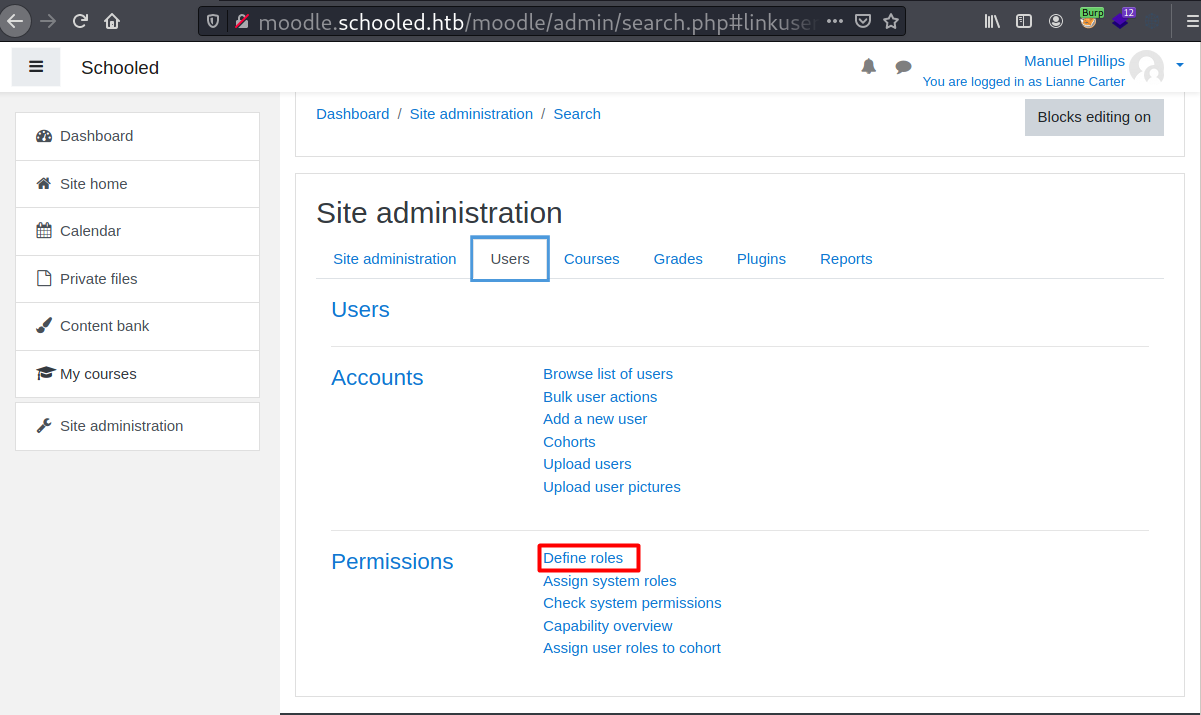 moodle.schooled.htb/moodle/admin/search.php#linkuser
Burp
12
Schooled
Manuel Phillips
You are logged in as Lianne Carter
Dashboard / Site administration / Search
Blocks editing on
Dashboard
Site home
Calendar
Private files
Content bank
My courses
Site administration
Site administration
Site administration Users Courses Grades Plugins Reports
Users
Accounts
Browse list of users
Bulk user actions
Add a new user
Cohorts
Upload users
Upload user pictures
Permissions
Define roles
Assign system roles
Check system permissions
Capability overview
Assign user roles to cohort